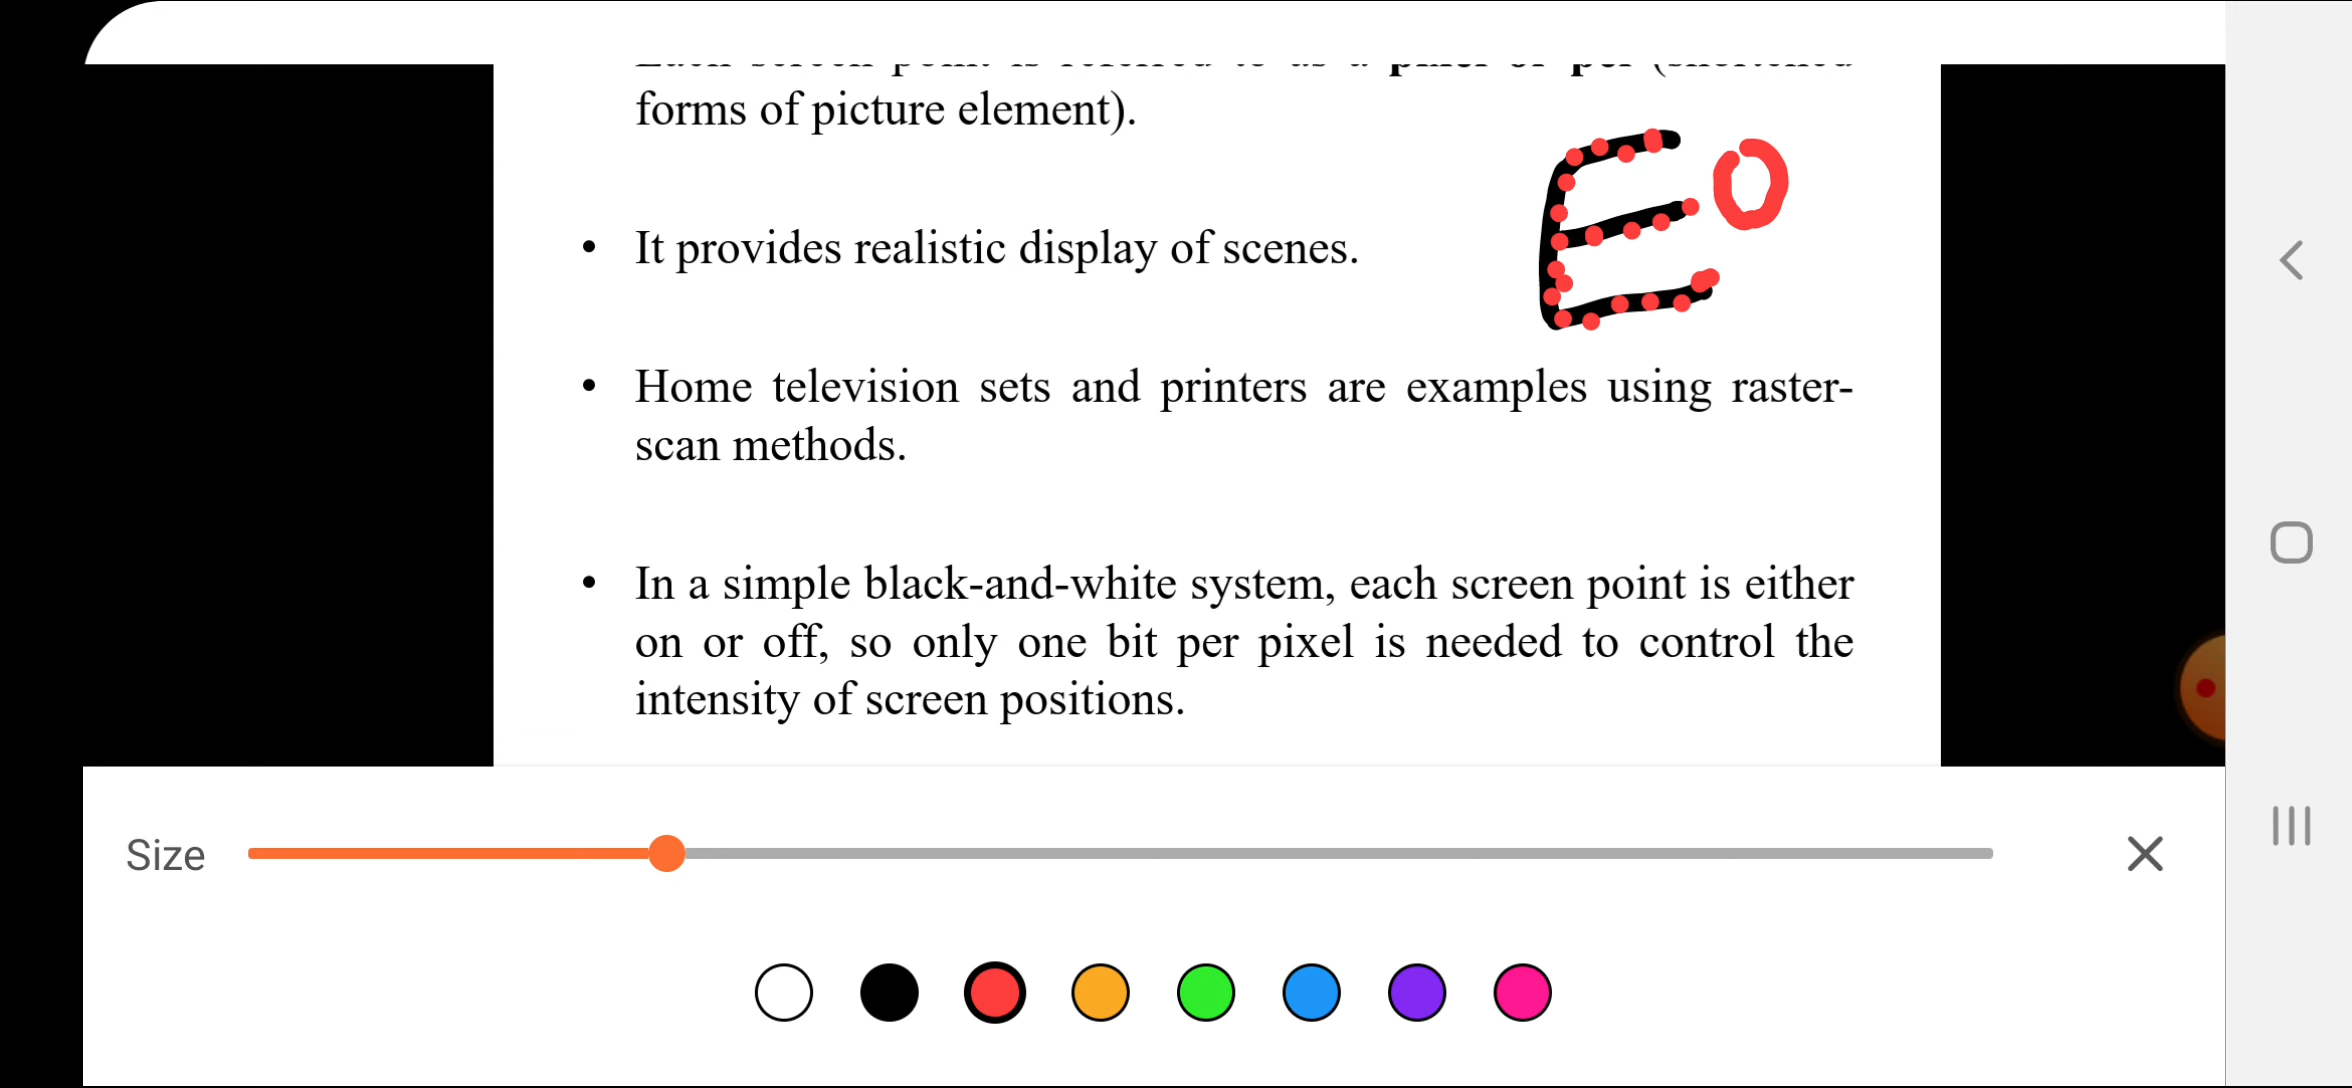 forms of picture element).
E O
• It provides realistic display of scenes.
• Home television sets and printers are examples using raster-
scan methods.
• In a simple black-and-white system, each screen point is either
on or off, so only one bit per pixel is needed to control the
intensity of screen positions.
Size